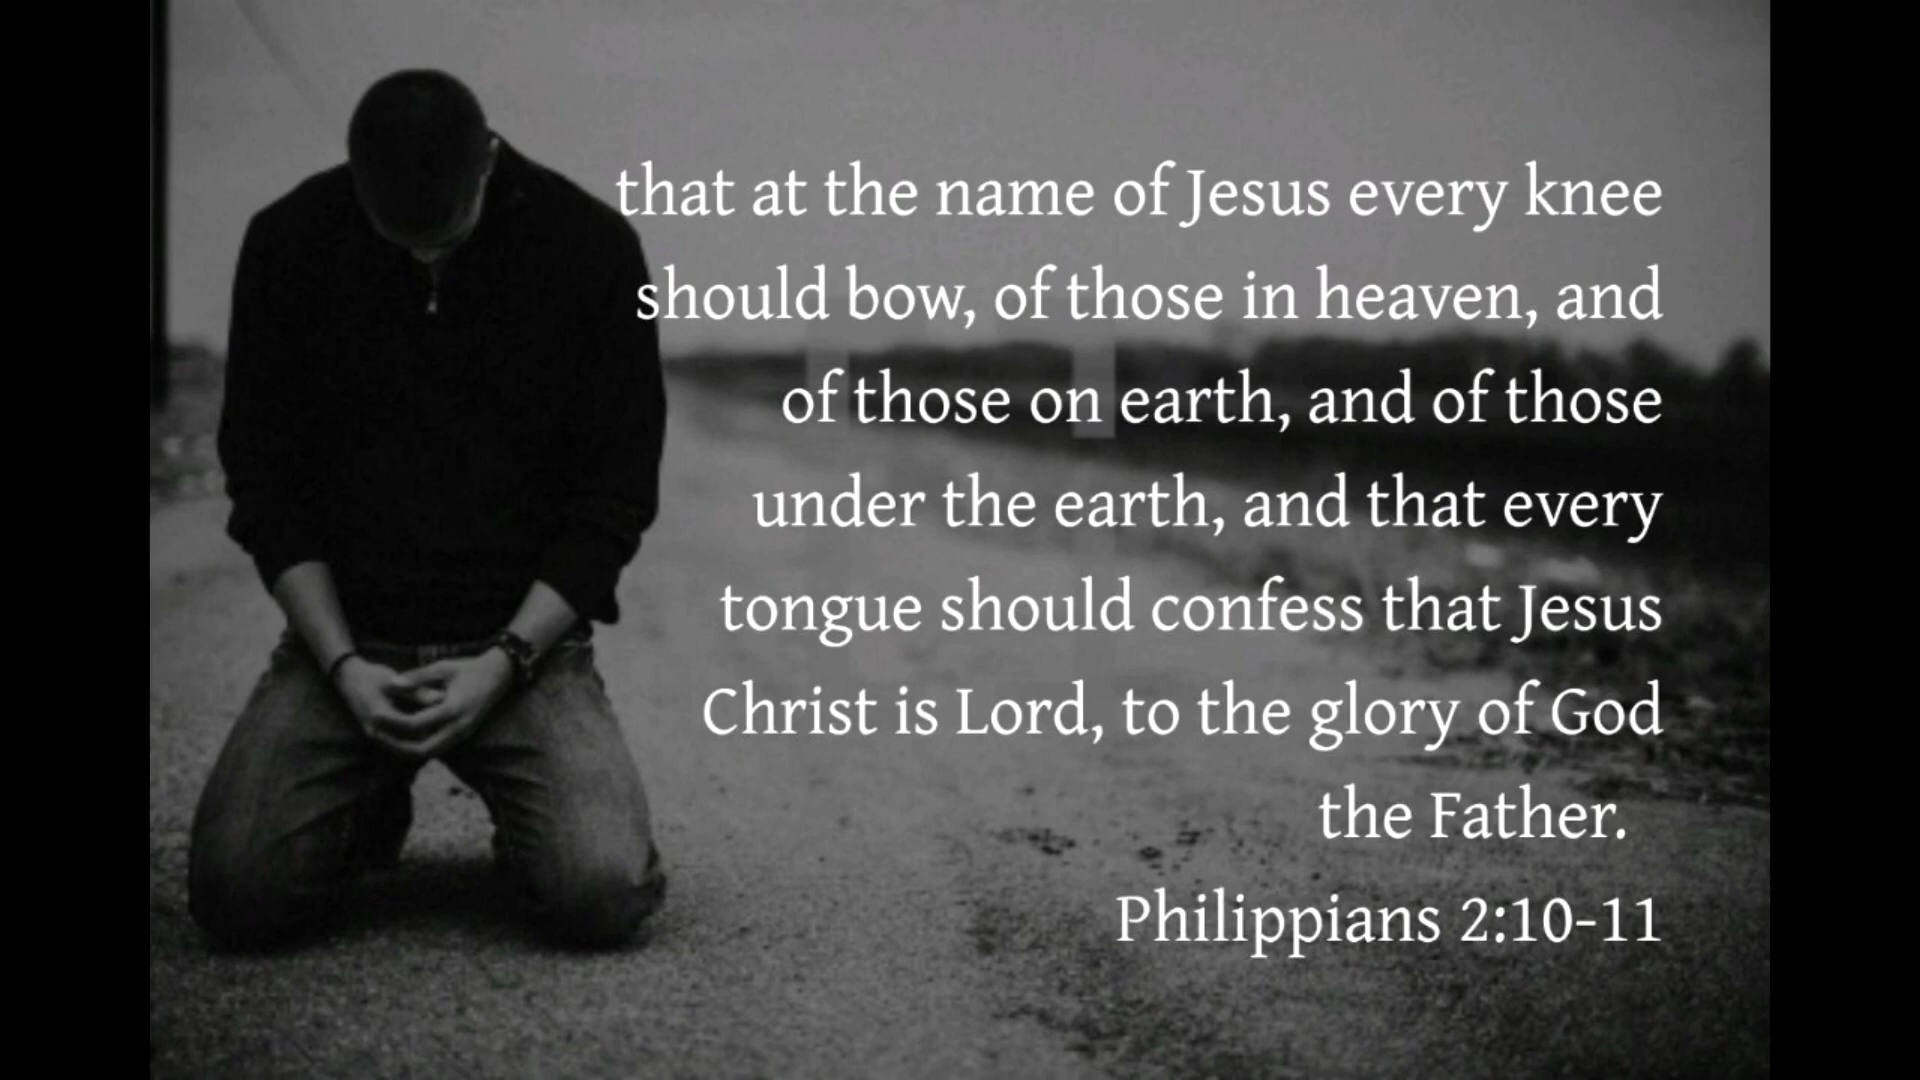 that at the name of Jesus every knee
should bow, of those in heaven, and
of those on earth, and of those
under the earth, and that every
tongue should confess that Jesus
Christ is Lord, to the glory of God
the Father.
Philippians 2:10-11